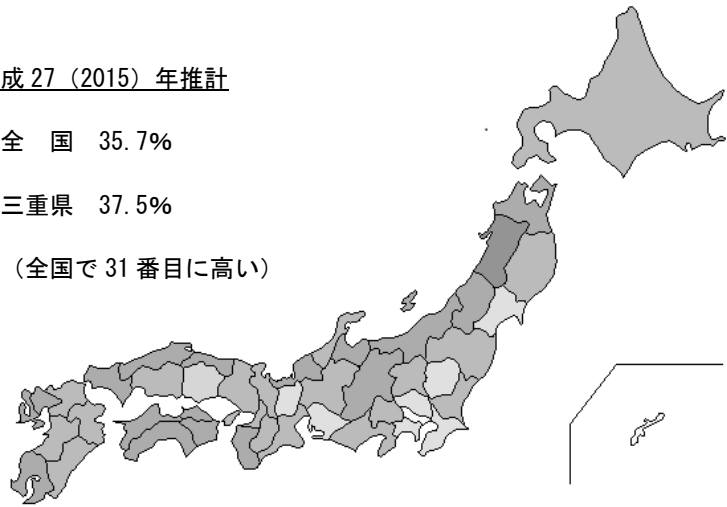 成 27（2015）年推計
全　国　35.7%
三重県　37.5%
（全国で 31 番目に高い）